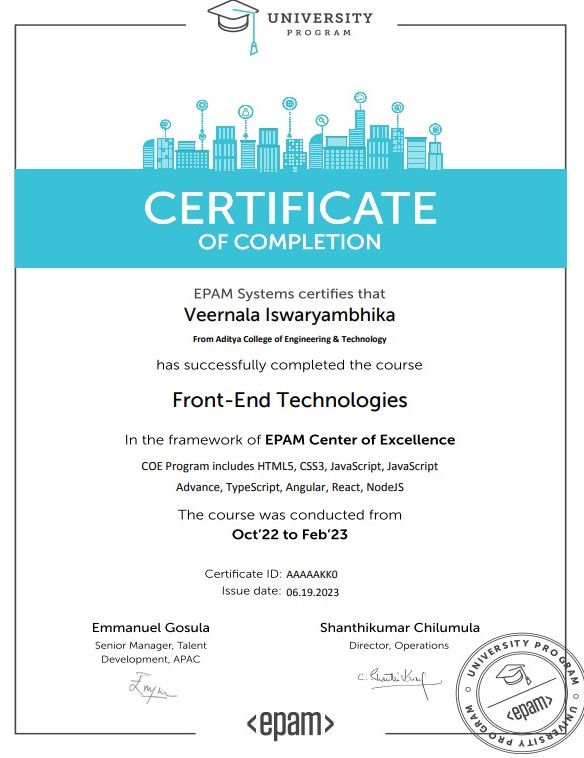 UNIVERSITY
PROGRAM
CERTIFICATE
OF COMPLETION
EPAM Systems certifies that
Veernala Iswaryambhika
From Aditya College of Engineering & Technology
has successfully completed the course
Front-End Technologies
In the framework of EPAM Center of Excellence
COE Program includes HTML5, CSS3, JavaScript, JavaScript
Advance, TypeScript, Angular, React, NodeJS
The course was conducted from
Oct'22 to Feb'23
Certificate ID: AAAAAKK0
Issue date: 06.19.2023
Emmanuel Gosula
Senior Manager, Talent
Development, APAC
Shanthikumar Chilumula
Director, Operations
<epam>
UNIVERSITY PROGRAM
<epam>
UNIVERSITY PROGRAM